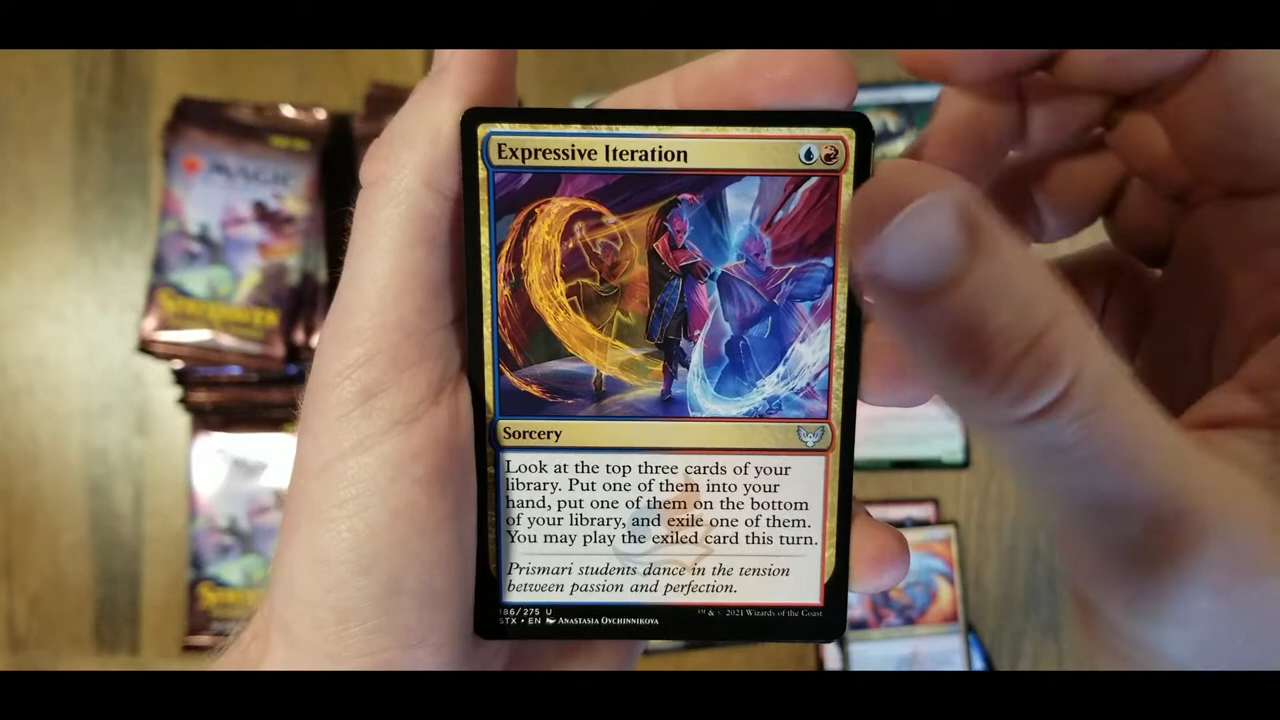 Expressive Iteration
Sorcery
Look at the top three cards of your
library. Put one of them into your
hand, put one of them on the bottom
of your library, and exile one of them.
You may play the exiled card this turn.
Prismari students dance in the tension
between passion and perfection.
186/275 U
STX • EN Anastasia Ovchinnikova
™ & © 2021 Wizards of the Coast
MAGIC